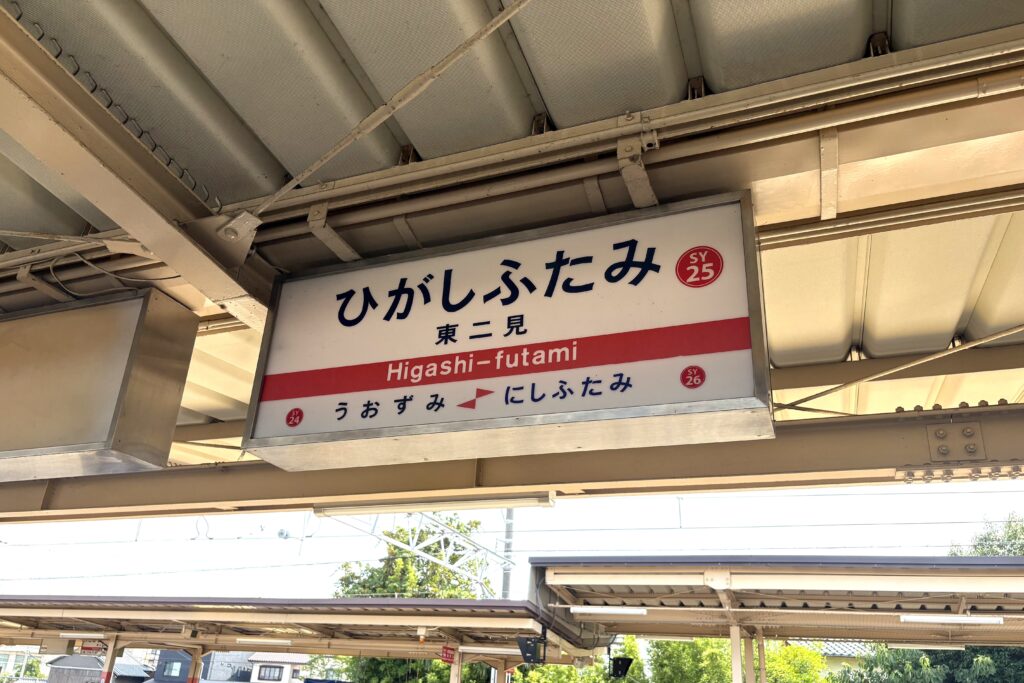 ひがしふたみ SY 25
東二見
Higashi-futami
SY 24 うおずみ にしふたみ SY 26